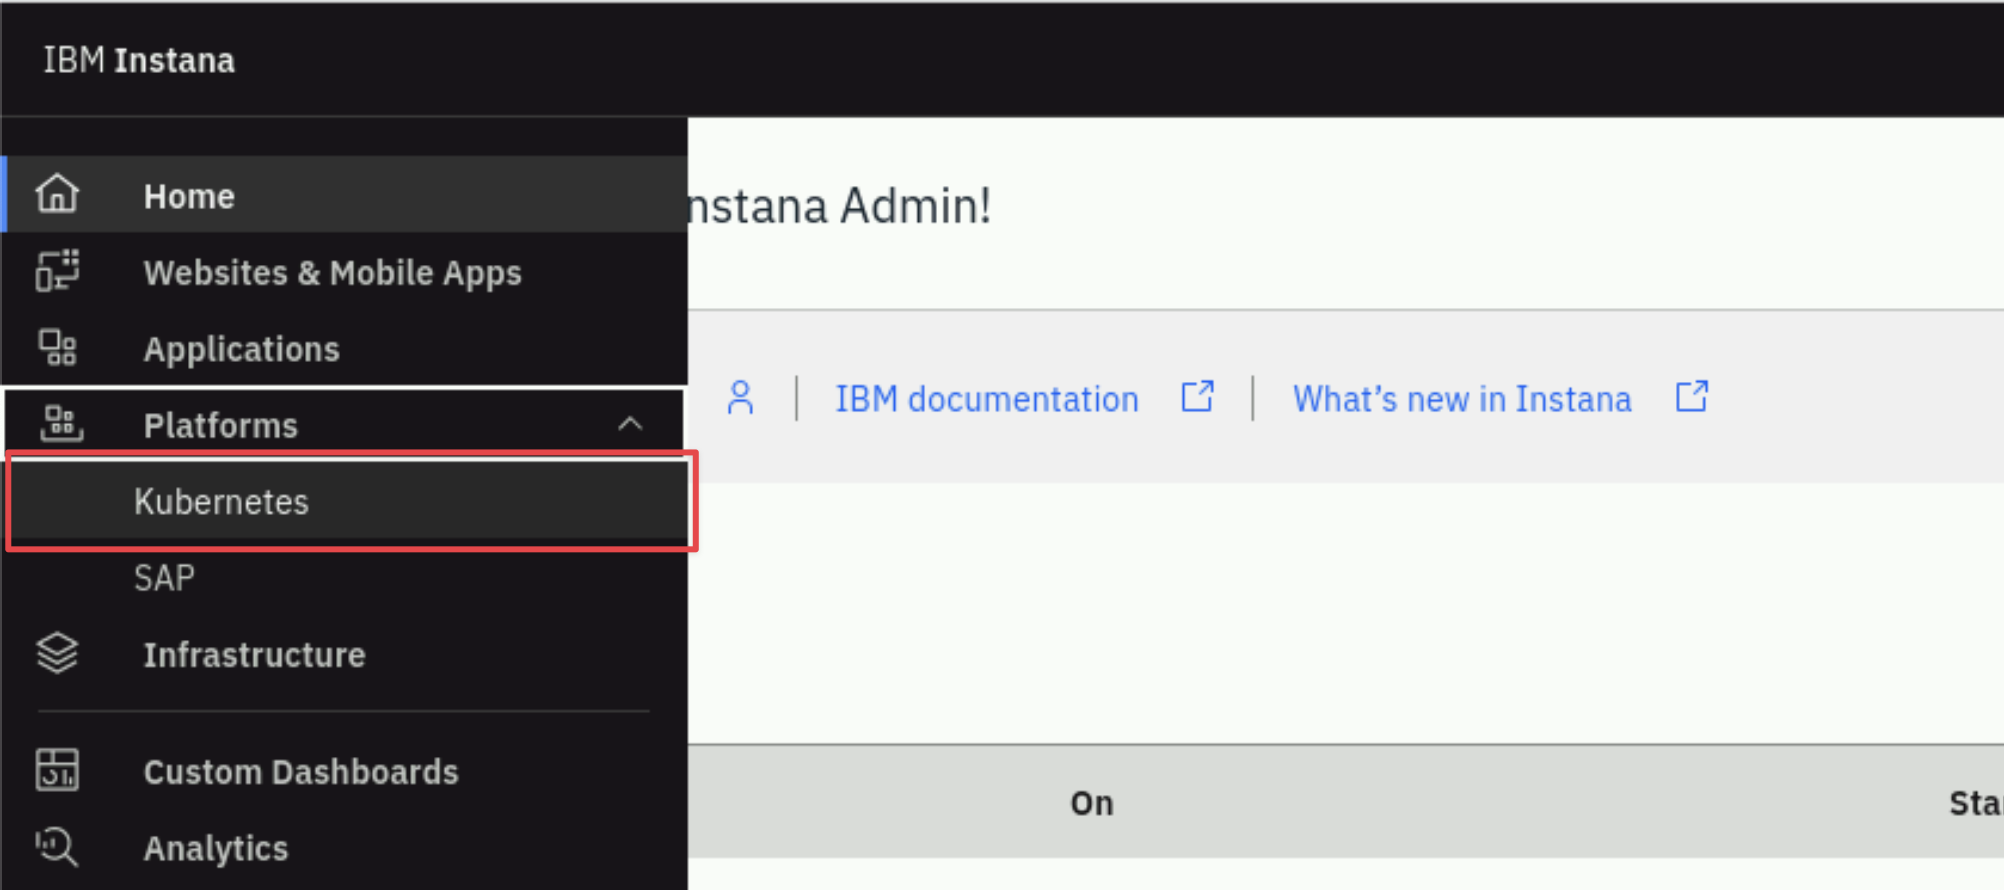 IBM Instana
Home
nstana Admin!
Websites & Mobile Apps
Applications
IBM documentation
What's new in Instana
Platforms
Kubernetes
SAP
Infrastructure
Custom Dashboards
On
Analytics